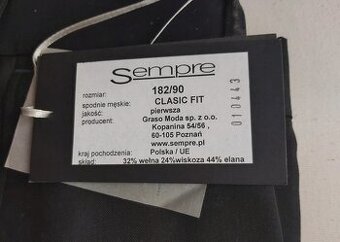 Sempre
rozmiar: 182/90
spodnie męskie: CLASIC FIT
jakość: pierwsza
producent: Graso Moda sp. z o.o.
Kopanina 54/56 ,
60-105 Poznań
www.sempre.pl
kraj pochodzenia: Polska / UE
skład: 32% wełna 24%wiskoza 44% elana
010443